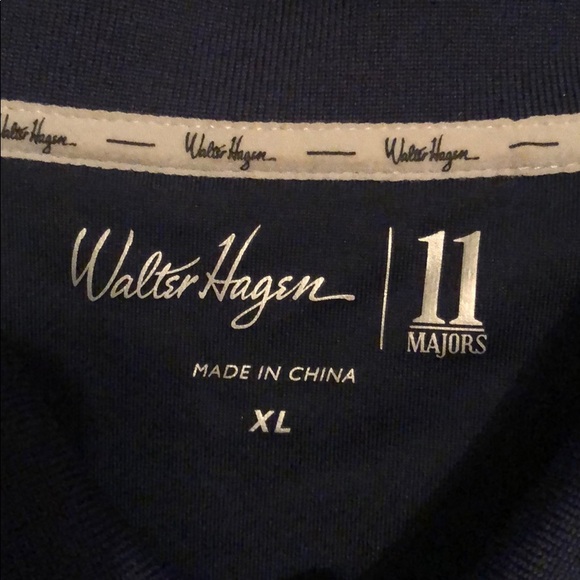 Walter Hagen — Walter Hagen — Walter Hagen —
Walter Hagen | 11 MAJORS
MADE IN CHINA
XL